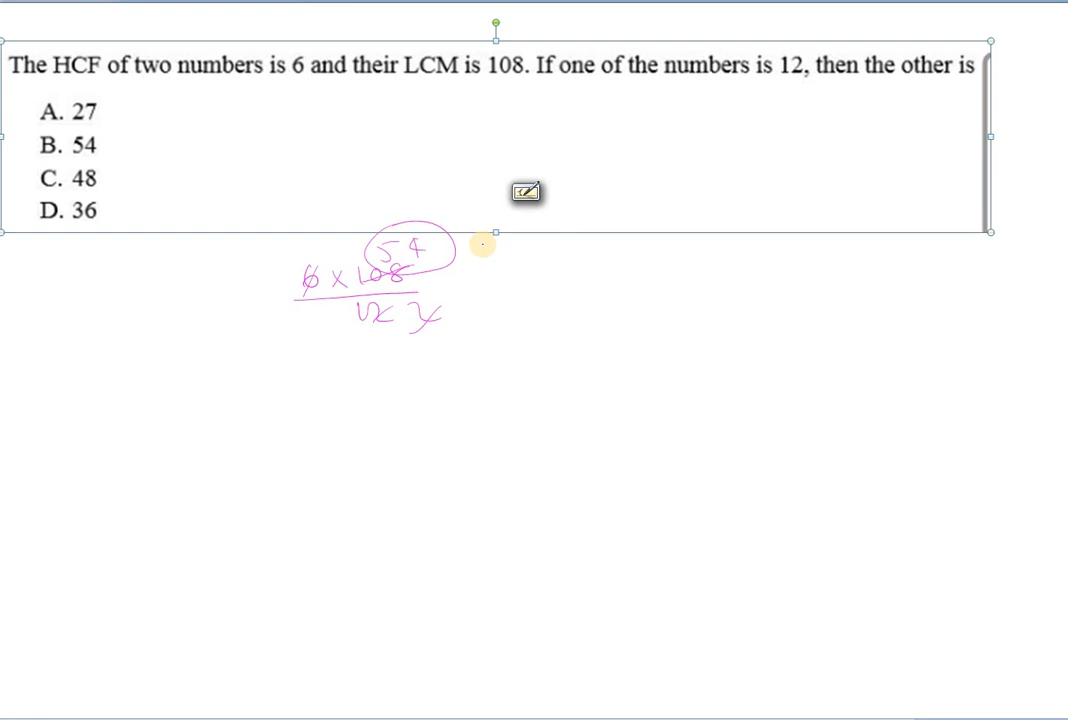 The HCF of two numbers is 6 and their LCM is 108. If one of the numbers is 12, then the other is
A. 27
B. 54
C. 48
D. 36
54
6 × 108
12 2